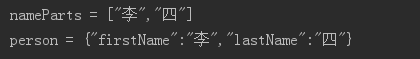 nameParts = ["李","四"]
person = {"firstName":"李","lastName":"四"}